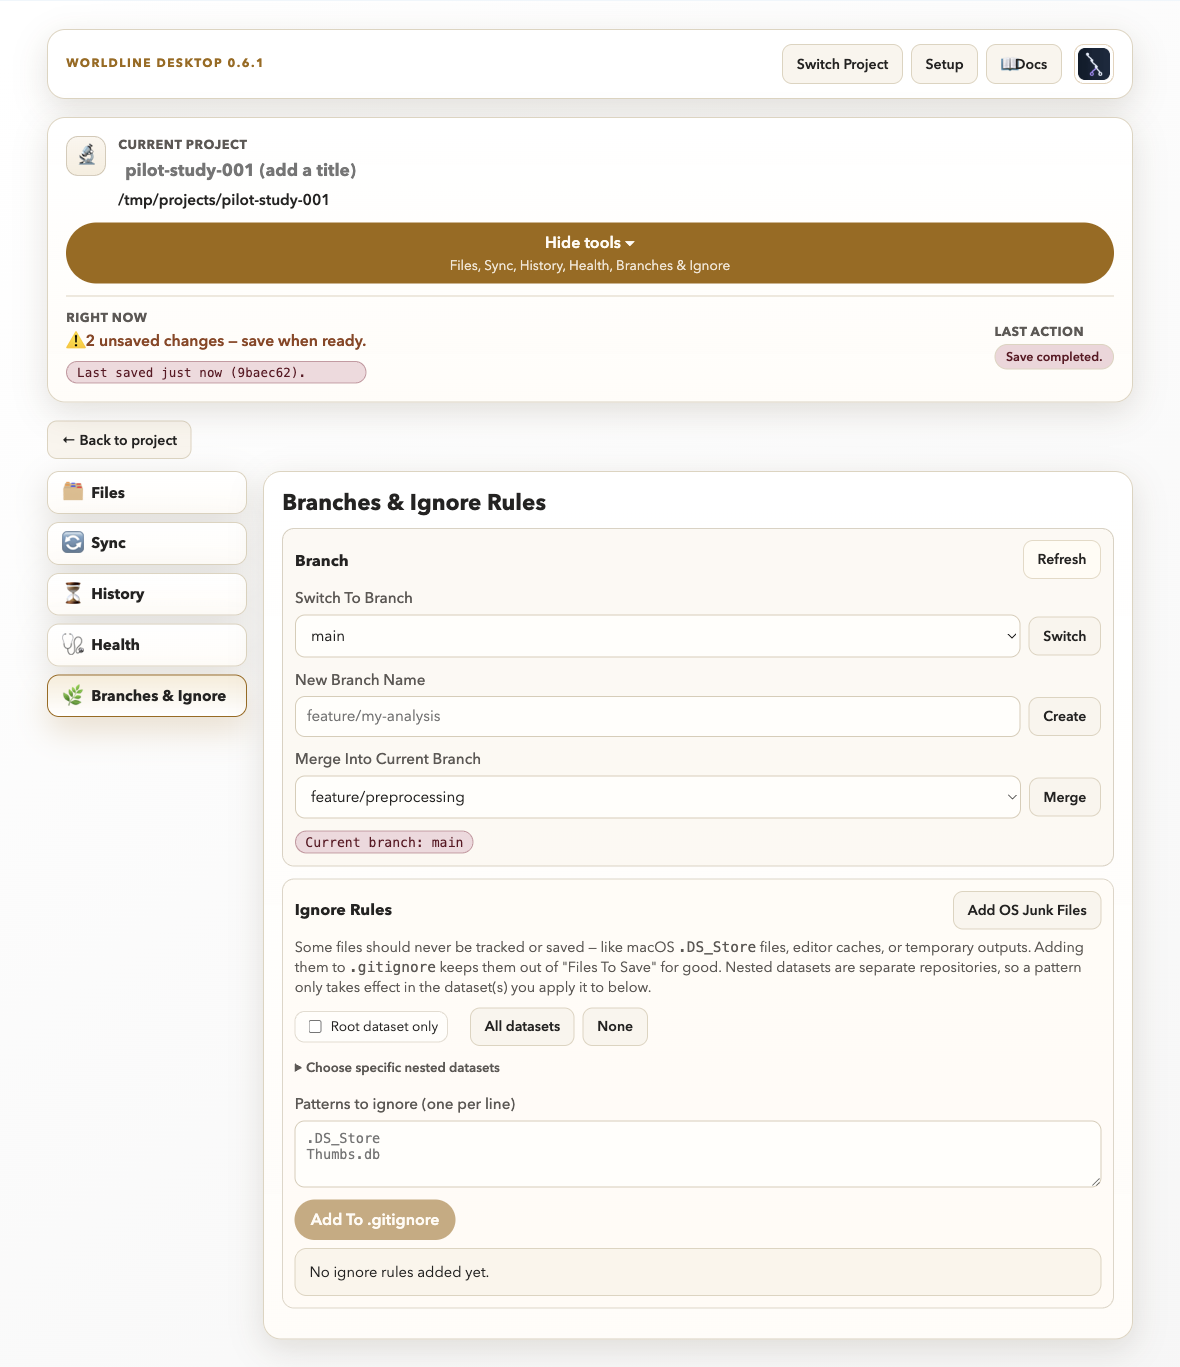 WORLDLINE DESKTOP 0.6.1
Switch Project
Setup
Docs
CURRENT PROJECT
pilot-study-001 (add a title)
/tmp/projects/pilot-study-001
Hide tools
Files, Sync, History, Health, Branches & Ignore
RIGHT NOW
2 unsaved changes – save when ready.
Last saved just now (9baec62).
LAST ACTION
Save completed.
← Back to project
Files
Sync
History
Health
Branches & Ignore
Branches & Ignore Rules
Branch
Refresh
Switch To Branch
main
Switch
New Branch Name
feature/my-analysis
Create
Merge Into Current Branch
feature/preprocessing
Merge
Current branch: main
Ignore Rules
Add OS Junk Files
Some files should never be tracked or saved – like macOS .DS_Store files, editor caches, or temporary outputs. Adding
them to .gitignore keeps them out of "Files To Save" for good. Nested datasets are separate repositories, so a pattern
only takes effect in the dataset(s) you apply it to below.
Root dataset only
All datasets
None
Choose specific nested datasets
Patterns to ignore (one per line)
.DS_Store
Thumbs.db
Add To .gitignore
No ignore rules added yet.